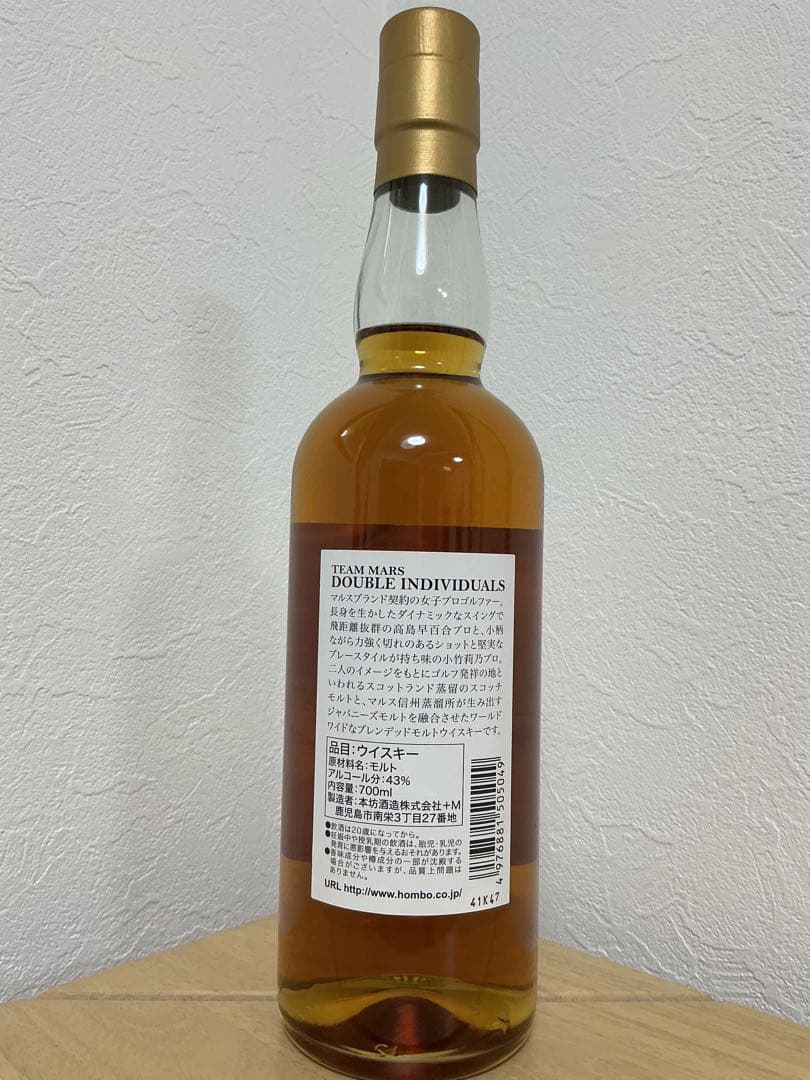 TEAM MARS
DOUBLE INDIVIDUALS
マルスブランド契約の女子プロゴルファー。
長身を生かしたダイナミックなスイングで
飛距離抜群の高島早百合プロと、小柄
ながら力強く切れのあるショットと堅実な
プレースタイルが持ち味の小竹莉乃プロ。
二人のイメージをもとにゴルフ発祥の地と
いわれるスコットランド蒸留のスコッチ
モルトと、マルス信州蒸溜所が生み出す
ジャパニーズモルトを融合させたワールド
ワイドなブレンデッドモルトウイスキーです。
品目:ウイスキー
原材料名:モルト
アルコール分:43%
内容量:700ml
製造者:本坊酒造株式会社+M
鹿児島市南栄3丁目27番地
●飲酒は20歳になってから。
●妊娠中や授乳期の飲酒は、胎児・乳児の
発育に悪影響を与えるおそれがあります。
●香味成分や樽成分の一部が沈殿する
場合がございますが、品質上問題は
ありません。
URL http://www.hombo.co.jp/
4 976881 505049
41K47